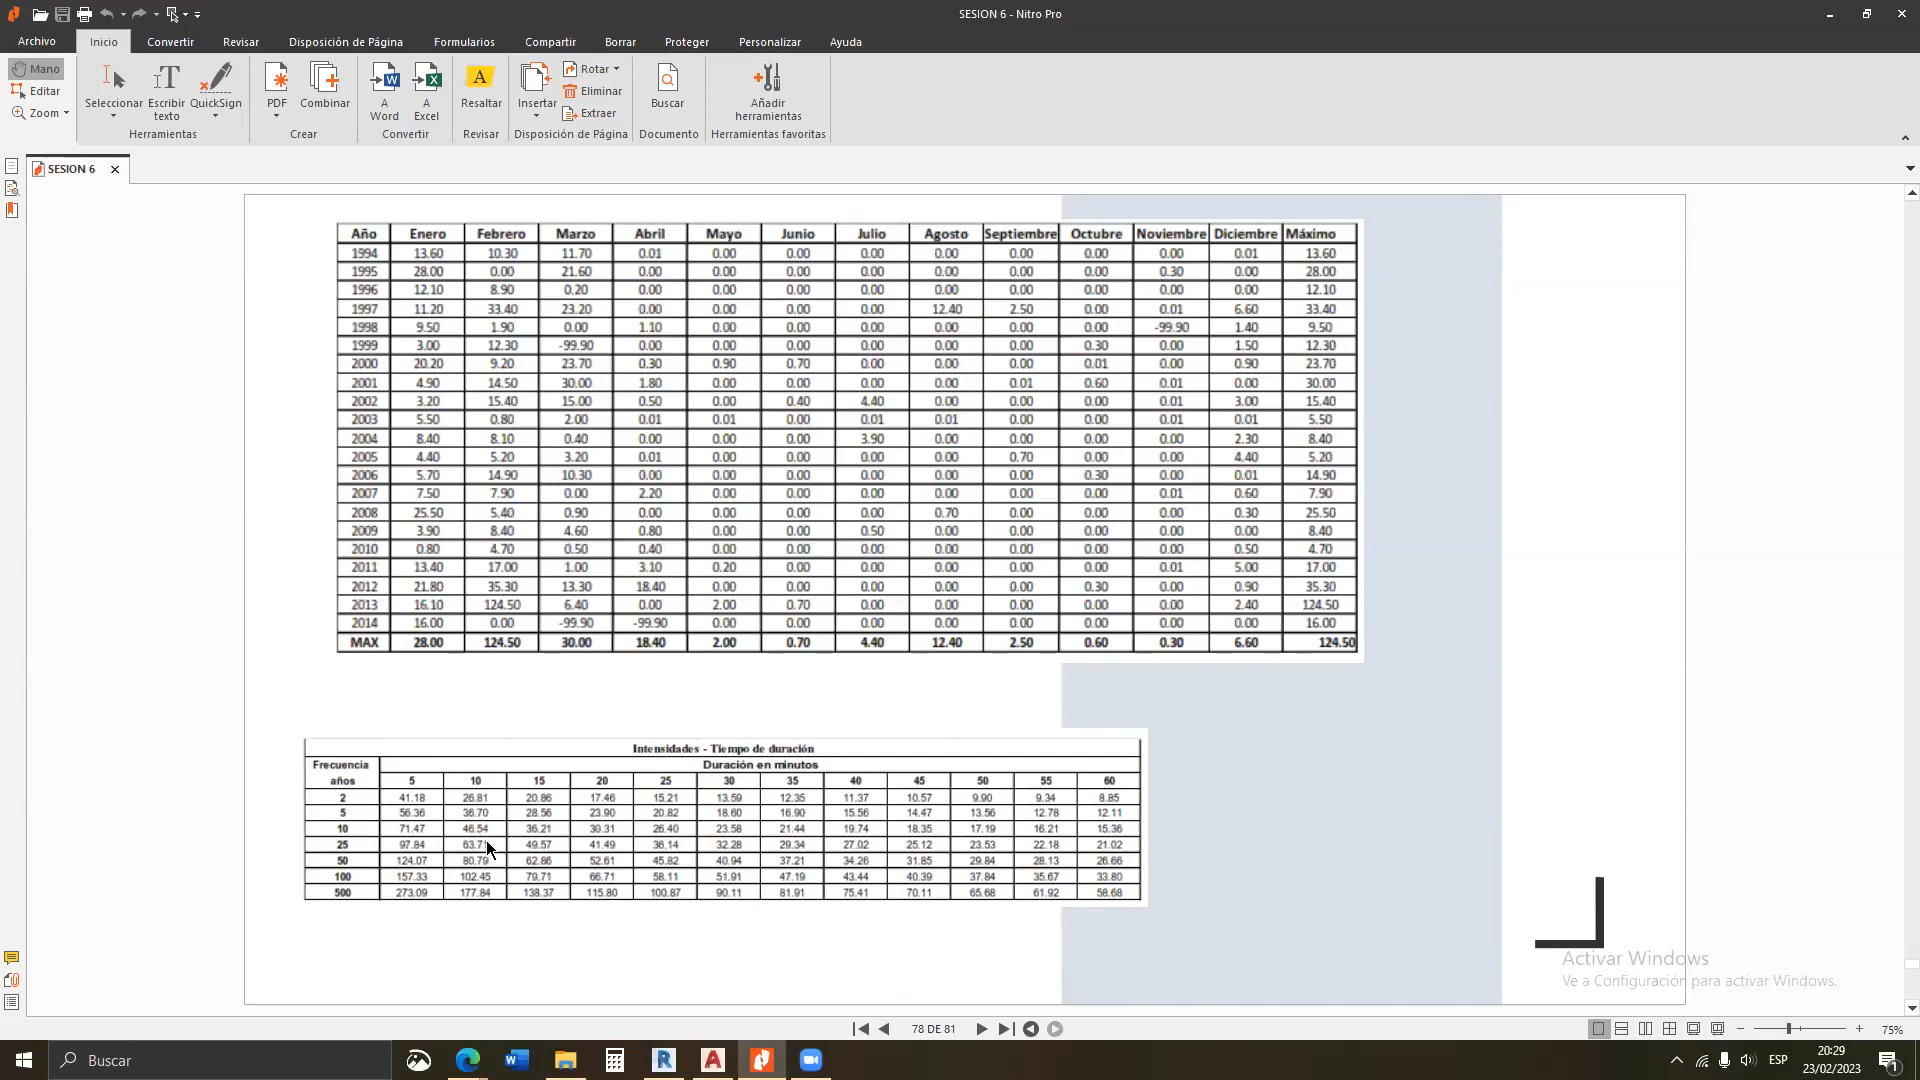 SESION 6 - Nitro Pro
Archivo Inicio Convertir Revisar Disposición de Página Formularios Compartir Borrar Proteger Personalizar Ayuda
Mano
Editar
Zoom
Seleccionar
Escribir texto
QuickSign
Herramientas
PDF
Combinar
Crear
A Word
A Excel
Convertir
Resaltar
Revisar
Insertar
Rotar
Eliminar
Extraer
Disposición de Página
Buscar
Documento
Añadir herramientas
Herramientas favoritas
SESION 6
Año Enero Febrero Marzo Abril Mayo Junio Julio Agosto Septiembre Octubre Noviembre Diciembre Máximo
1994 13.60 10.30 11.70 0.01 0.00 0.00 0.00 0.00 0.00 0.00 0.00 0.01 13.60
1995 28.00 0.00 21.60 0.00 0.00 0.00 0.00 0.00 0.00 0.00 0.30 0.00 28.00
1996 12.10 8.90 0.20 0.00 0.00 0.00 0.00 0.00 0.00 0.00 0.00 0.00 12.10
1997 11.20 33.40 23.20 0.00 0.00 0.00 0.00 12.40 2.50 0.00 0.01 6.60 33.40
1998 9.50 1.90 0.00 1.10 0.00 0.00 0.00 0.00 0.00 0.00 -99.90 1.40 9.50
1999 3.00 12.30 -99.90 0.00 0.00 0.00 0.00 0.00 0.00 0.30 0.00 1.50 12.30
2000 20.20 9.20 23.70 0.30 0.90 0.70 0.00 0.00 0.00 0.01 0.00 0.90 23.70
2001 4.90 14.50 30.00 1.80 0.00 0.00 0.00 0.00 0.01 0.60 0.01 0.00 30.00
2002 3.20 15.40 15.00 0.50 0.00 0.40 4.40 0.00 0.00 0.00 0.01 3.00 15.40
2003 5.50 0.80 2.00 0.01 0.01 0.00 0.01 0.01 0.00 0.00 0.01 0.01 5.50
2004 8.40 8.10 0.40 0.00 0.00 0.00 3.90 0.00 0.00 0.00 0.00 2.30 8.40
2005 4.40 5.20 3.20 0.01 0.00 0.00 0.00 0.00 0.70 0.00 0.00 4.40 5.20
2006 5.70 14.90 10.30 0.00 0.00 0.00 0.00 0.00 0.00 0.30 0.00 0.01 14.90
2007 7.50 7.90 0.00 2.20 0.00 0.00 0.00 0.00 0.00 0.00 0.01 0.60 7.90
2008 25.50 5.40 0.90 0.00 0.00 0.00 0.00 0.70 0.00 0.00 0.00 0.30 25.50
2009 3.90 8.40 4.60 0.80 0.00 0.00 0.50 0.00 0.00 0.00 0.00 0.00 8.40
2010 0.80 4.70 0.50 0.40 0.00 0.00 0.00 0.00 0.00 0.00 0.00 0.50 4.70
2011 13.40 17.00 1.00 3.10 0.20 0.00 0.00 0.00 0.00 0.00 0.01 5.00 17.00
2012 21.80 35.30 13.30 18.40 0.00 0.00 0.00 0.00 0.00 0.30 0.00 0.90 35.30
2013 16.10 124.50 6.40 0.00 2.00 0.70 0.00 0.00 0.00 0.00 0.00 2.40 124.50
2014 16.00 0.00 -99.90 -99.90 0.00 0.00 0.00 0.00 0.00 0.00 0.00 0.00 16.00
MAX 28.00 124.50 30.00 18.40 2.00 0.70 4.40 12.40 2.50 0.60 0.30 6.60 124.50
Intensidades - Tiempo de duración
Frecuencia años
Duración en minutos
5 10 15 20 25 30 35 40 45 50 55 60
2 41.18 26.81 20.86 17.46 15.21 13.59 12.35 11.37 10.57 9.90 9.34 8.85
5 56.36 36.70 28.56 23.90 20.82 18.60 16.90 15.56 14.47 13.56 12.78 12.11
10 71.47 46.54 36.21 30.31 26.40 23.58 21.44 19.74 18.35 17.19 16.21 15.36
25 97.84 49.57 41.49 36.14 32.28 29.34 27.02 25.12 23.53 22.18 21.02
50 124.07 80.79 62.86 52.61 45.82 40.94 37.21 34.26 31.85 29.84 28.13 26.66
100 157.33 102.45 79.71 66.71 58.11 51.91 47.19 43.44 40.39 37.84 35.67 33.80
500 273.09 177.84 138.37 115.80 100.87 90.11 81.91 75.41 70.11 65.68 61.92 58.68
Activar Windows
Ve a Configuración para activar Windows.
78 DE 81
75%
Buscar
ESP
20:29
23/02/2023